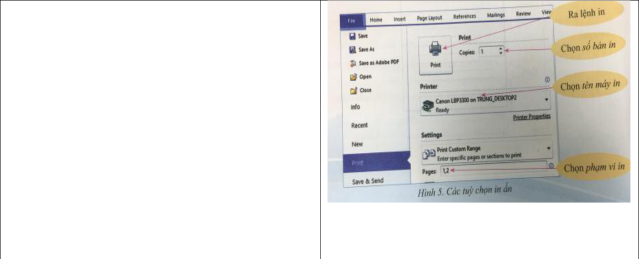 File Home Insert Page Layout References Mailings Review View
Save
Save As
Save as Adobe PDF
Open
Close
Info
Recent
New
Print
Save & Send
Print
Copies: 1
Print
Printer
Canon LBP3300 on TRUNG_DESKTOP2
Ready
Printer Properties
Settings
Print Custom Range
Enter specific pages or sections to print
Pages: 1,2
Ra lệnh in
Chọn số bản in
Chọn tên máy in
Chọn phạm vi in
Hình 5. Các tuỳ chọn in ấn